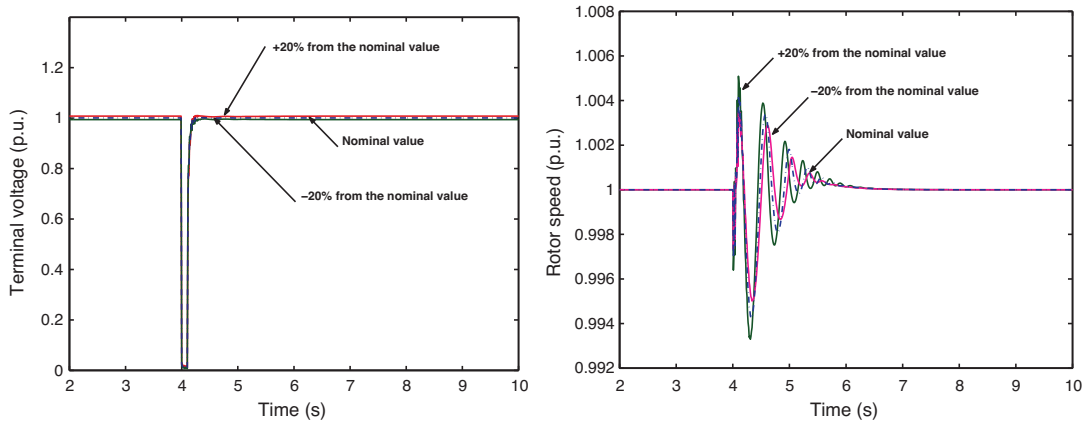 Terminal voltage (p.u.)
1.2
1
0.8
0.6
0.4
0.2
0
+20% from the nominal value
Nominal value
−20% from the nominal value
2 3 4 5 6 7 8 9 10
Time (s)
Rotor speed (p.u.)
1.008
1.006
1.004
1.002
1
0.998
0.996
0.994
0.992
+20% from the nominal value
−20% from the nominal value
Nominal value
2 3 4 5 6 7 8 9 10
Time (s)